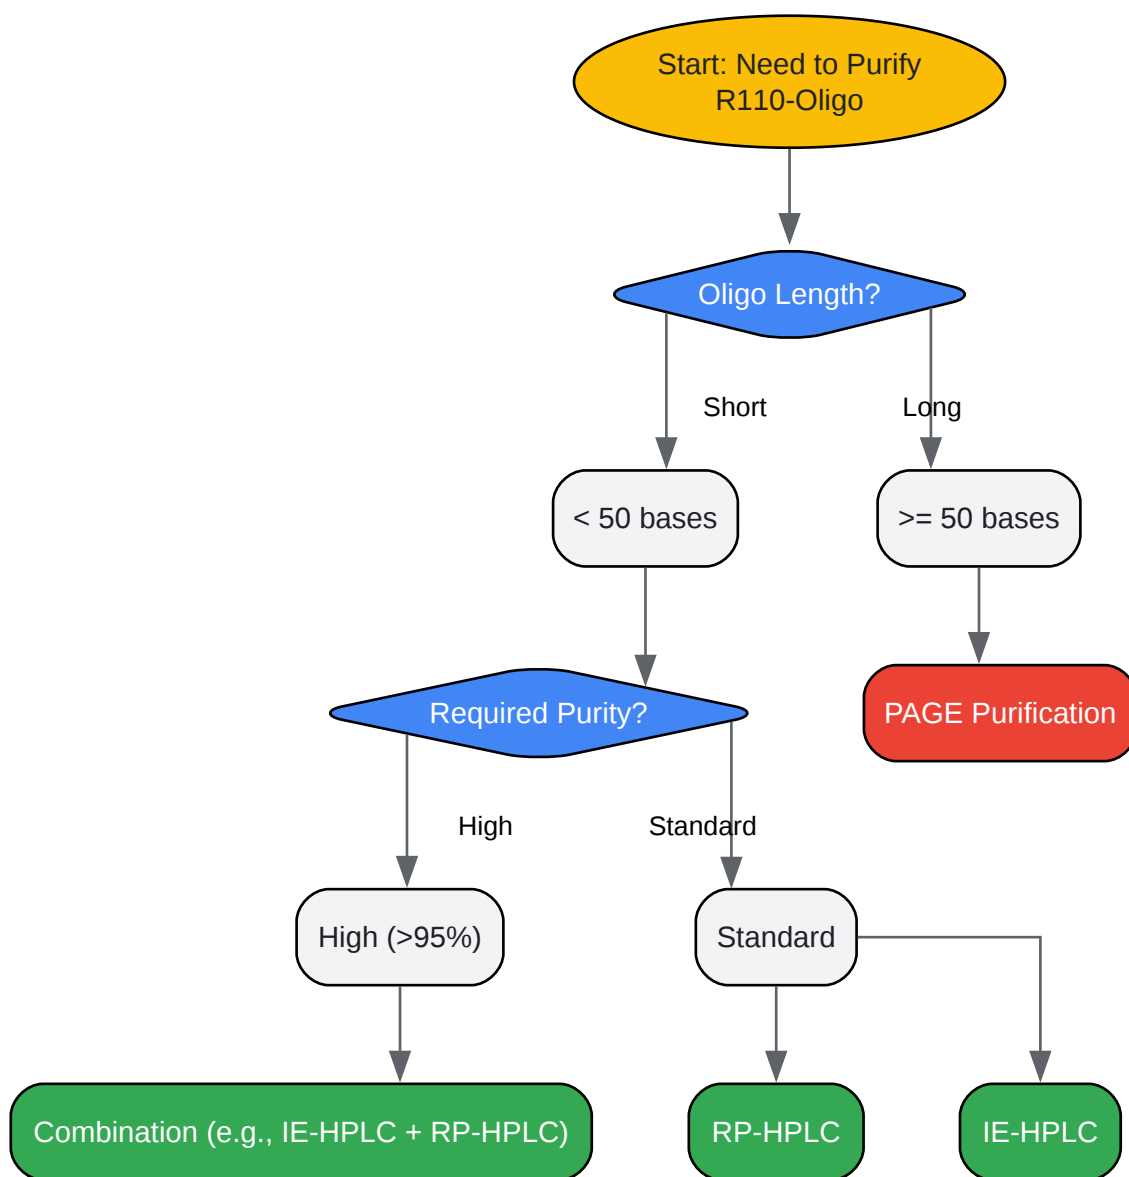 Start: Need to Purify
R110-Oligo
Oligo Length?
Short
Long
< 50 bases
>= 50 bases
Required Purity?
PAGE Purification
High
Standard
High (>95%)
Standard
Combination (e.g., IE-HPLC + RP-HPLC)
RP-HPLC
IE-HPLC